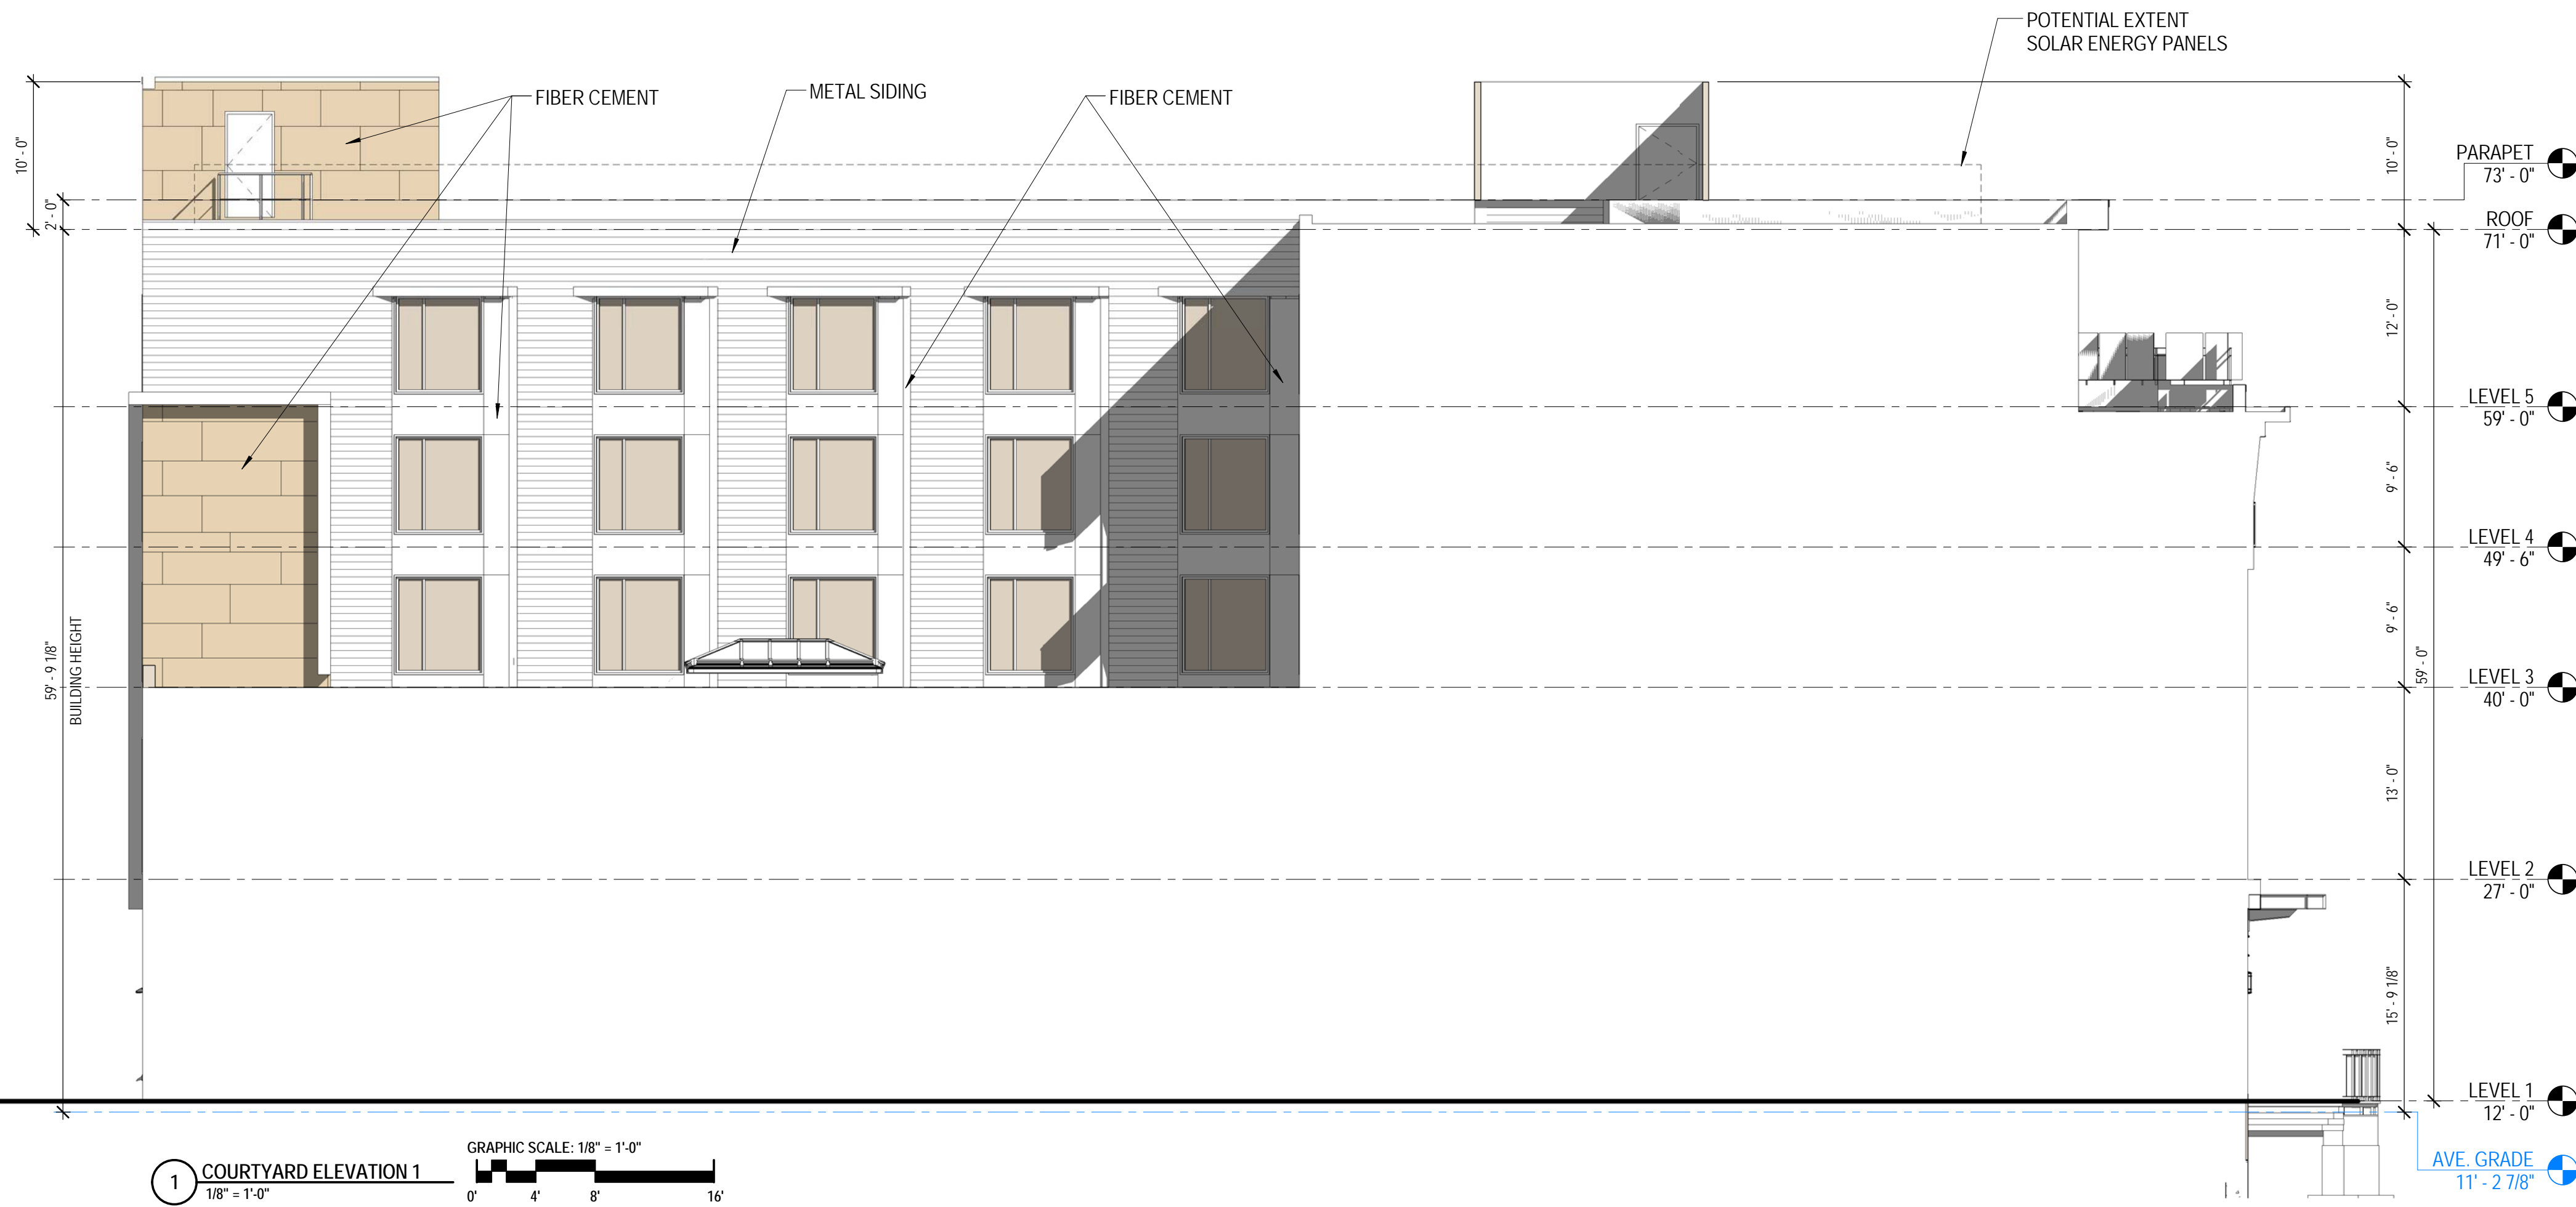 POTENTIAL EXTENT
SOLAR ENERGY PANELS
FIBER CEMENT
METAL SIDING
FIBER CEMENT
10' - 0"
2' - 0"
59' - 9 1/8"
BUILDING HEIGHT
10' - 0"
12' - 0"
9' - 6"
9' - 6"
13' - 0"
15' - 9 1/8"
59' - 0"
PARAPET
73' - 0"
ROOF
71' - 0"
LEVEL 5
59' - 0"
LEVEL 4
49' - 6"
LEVEL 3
40' - 0"
LEVEL 2
27' - 0"
LEVEL 1
12' - 0"
AVE. GRADE
11' - 2 7/8"
1
COURTYARD ELEVATION 1
1/8" = 1'-0"
GRAPHIC SCALE: 1/8" = 1'-0"
0' 4' 8' 16'